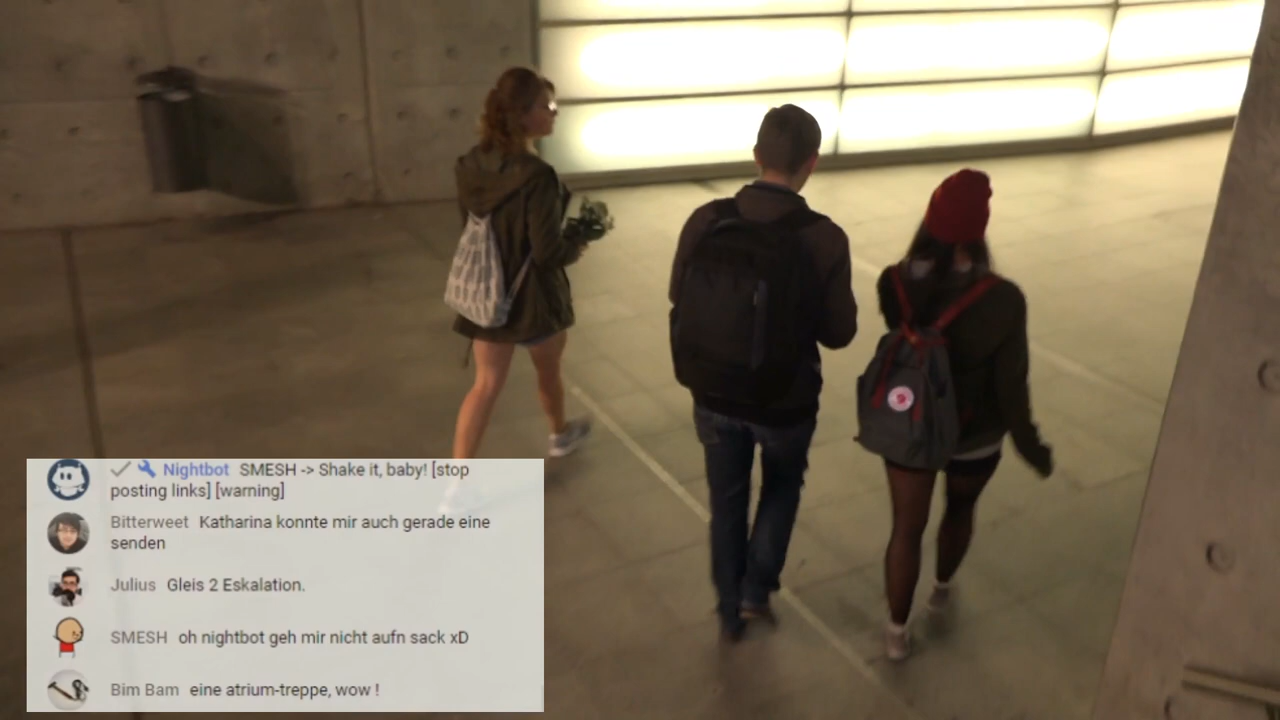 Nightbot SMESH -> Shake it, baby! [stop
posting links] [warning]
Bitterweet Katharina konnte mir auch gerade eine
senden
Julius Gleis 2 Eskalation.
SMESH oh nightbot geh mir nicht aufn sack xD
Bim Bam eine atrium-treppe, wow !